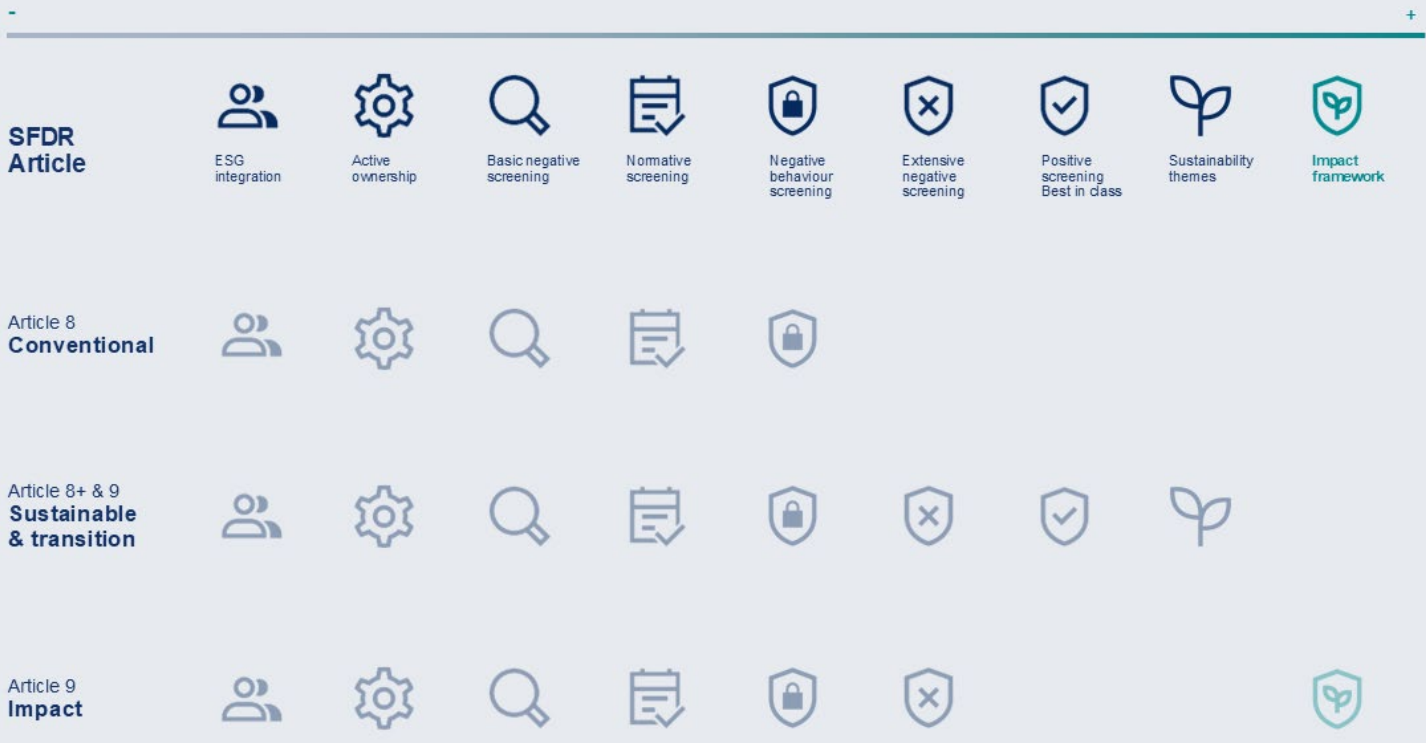 - +
SFDR
Article
ESG
integration
Active
ownership
Basic negative
screening
Normative
screening
Negative
behaviour
screening
Extensive
negative
screening
Positive
screening
Best in class
Sustainability
themes
Impact
framework
Article 8
Conventional
Article 8+ & 9
Sustainable
& transition
Article 9
Impact